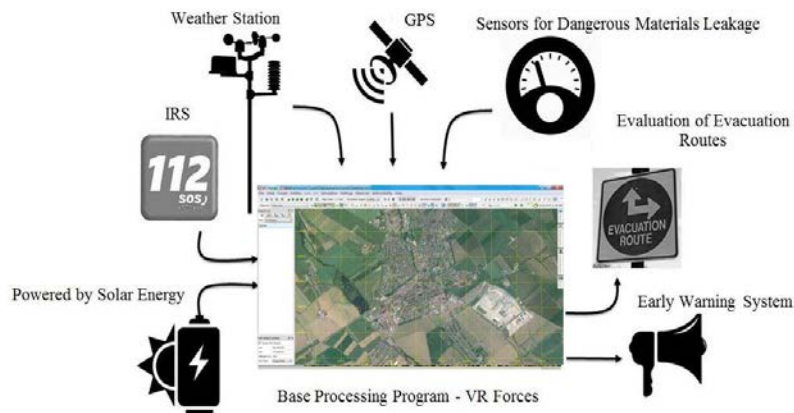 Weather Station
GPS
Sensors for Dangerous Materials Leakage
IRS
112
sos
Evaluation of Evacuation
Routes
EVACUATION
ROUTE
Powered by Solar Energy
Early Warning System
Base Processing Program - VR Forces